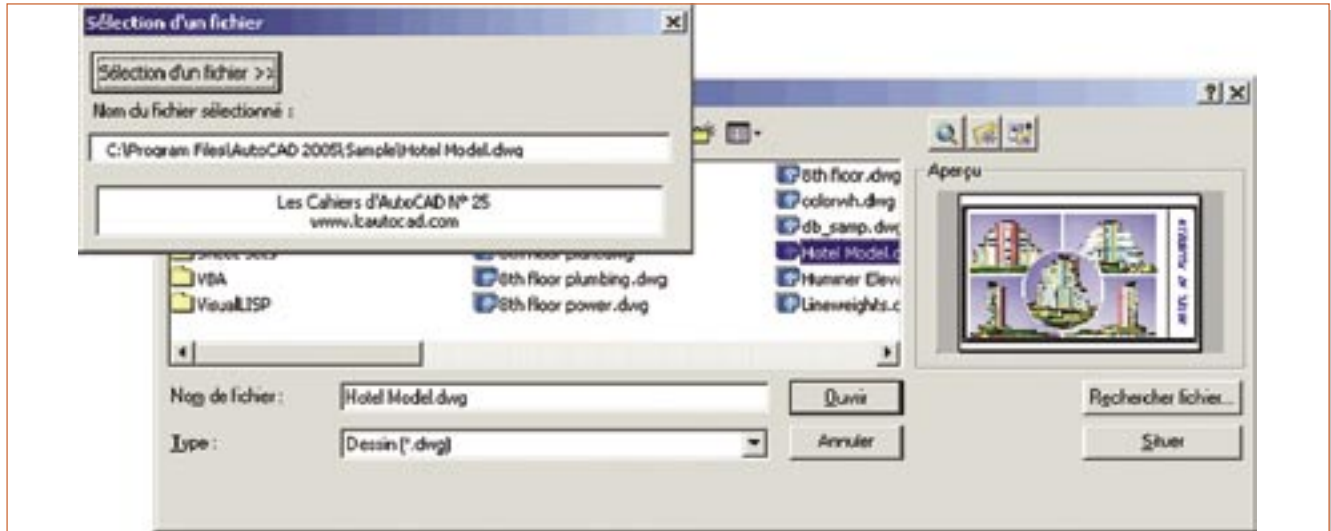 Sélection d'un fichier
Sélection d'un fichier >>
Nom du fichier sélectionné :
C:\Program Files\AutoCAD 2005\Sample\Hotel Model.dwg
Les Cahiers d'AutoCAD N° 25
www.lcautocad.com
VBA
VisualLISP
8th floor plumbing.dwg
8th floor power.dwg
8th floor.dwg
colorwh.dwg
db_samp.dwg
Hotel Model.d
Hummer Elev
Lineweights.d
Aperçu
Nom de fichier :
Hotel Model.dwg
Ouvrir
Rechercher fichier...
Type :
Dessin (*.dwg)
Annuler
Situer